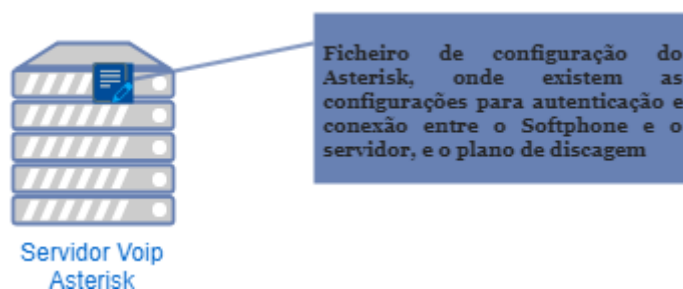 Ficheiro de configuração do
Asterisk, onde existem as
configurações para autenticação e
conexão entre o Softphone e o
servidor, e o plano de discagem
Servidor Voip
Asterisk